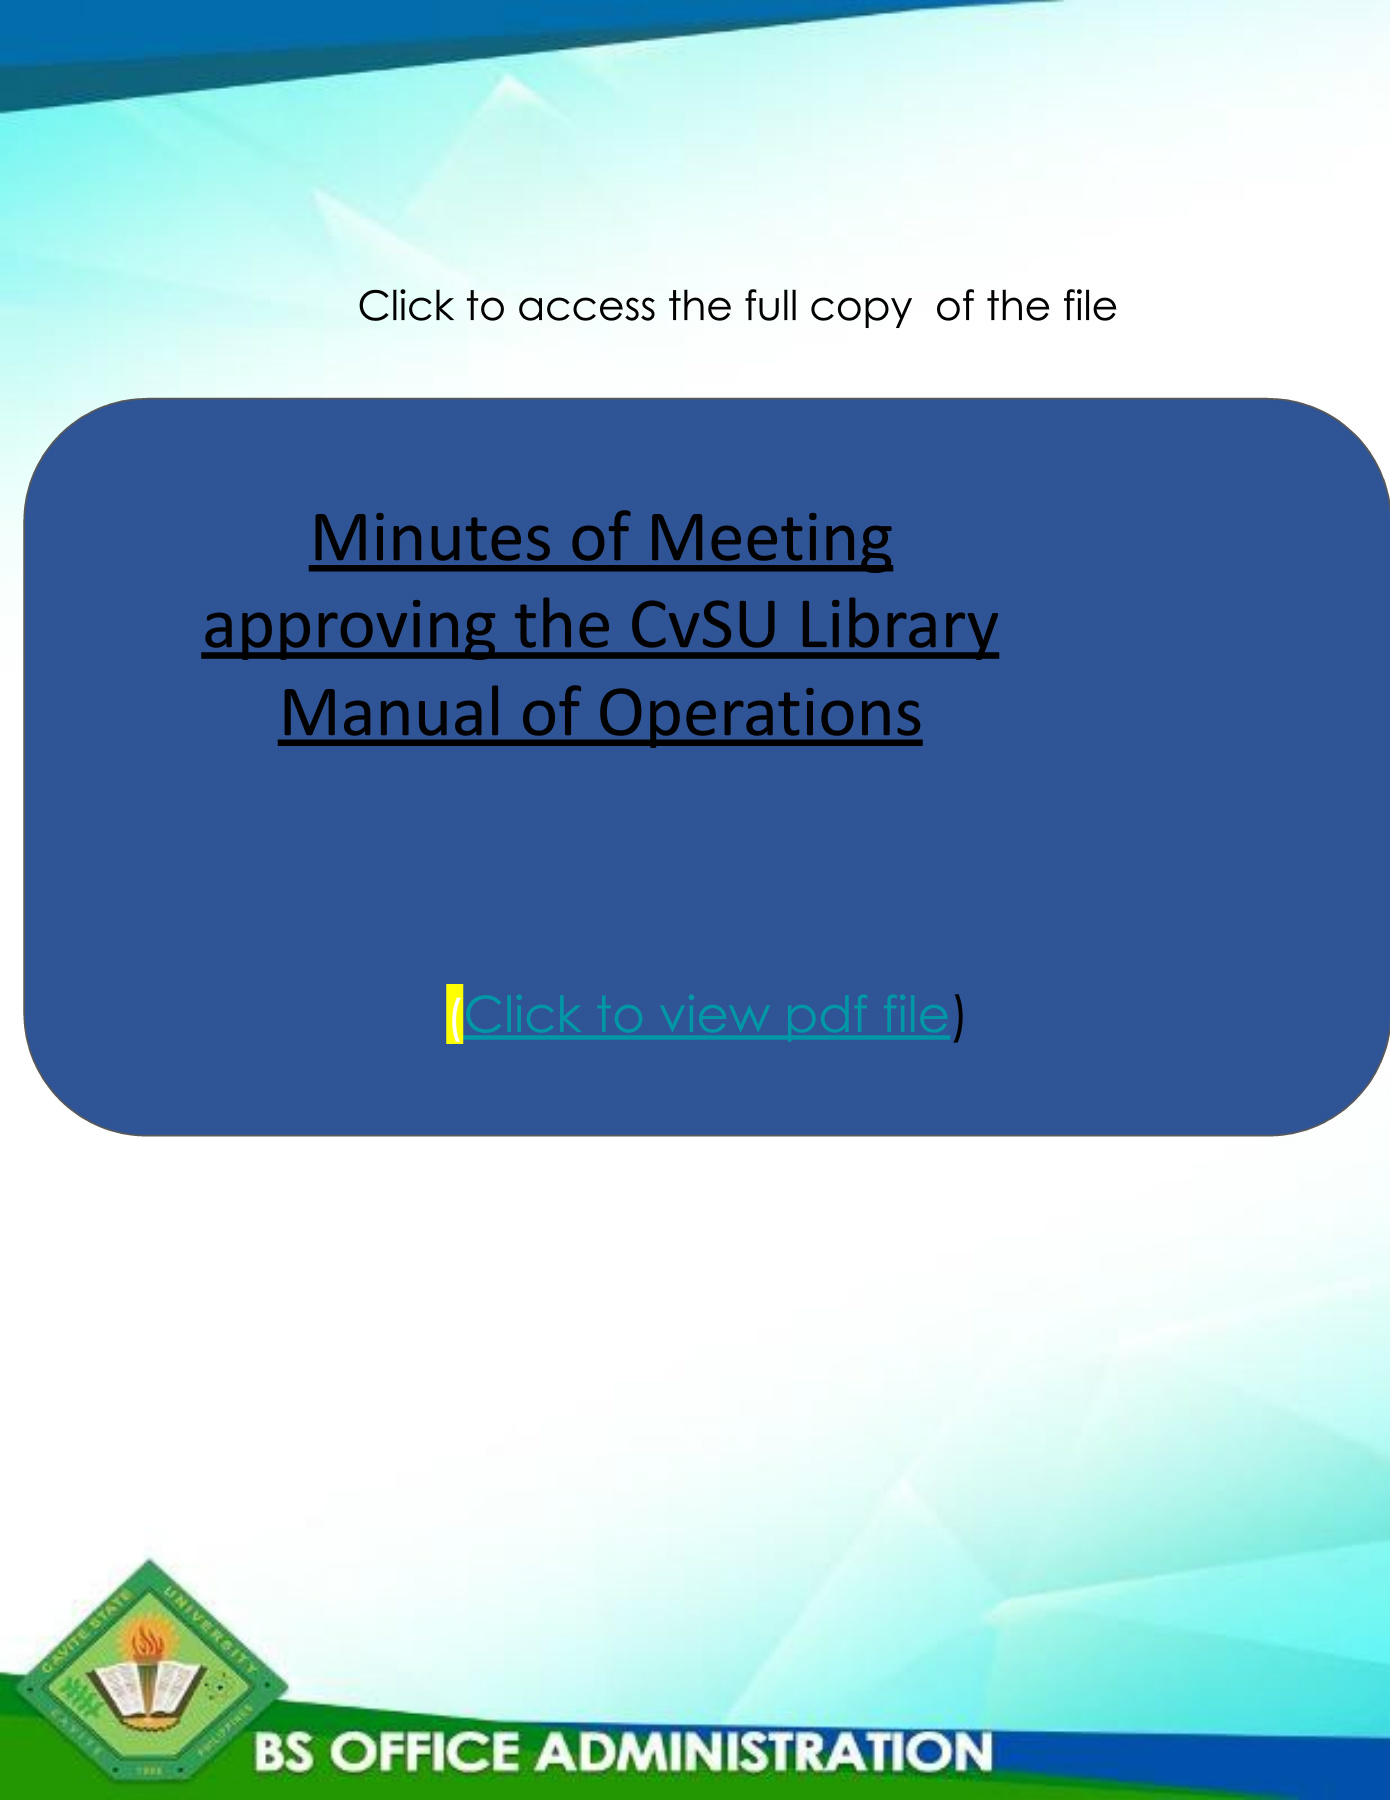 Click to access the full copy  of the file
Minutes of Meeting
approving the CvSU Library
Manual of Operations
(Click to view pdf file)
CAVITE STATE
UNIVERSITY
CAVITE
PHILIPPINES
1906
BS OFFICE ADMINISTRATION